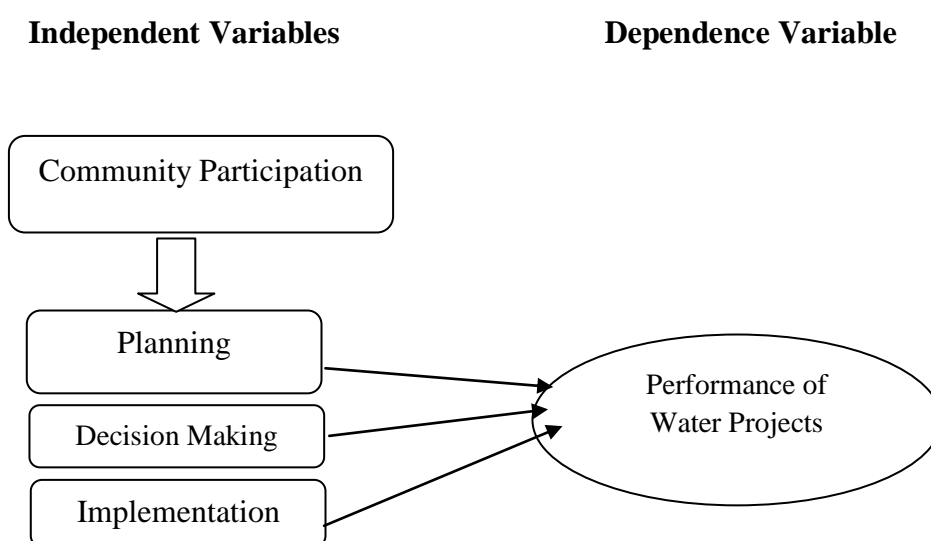 Independent Variables
Dependence Variable
Community Participation
Planning
Decision Making
Implementation
Performance of
Water Projects